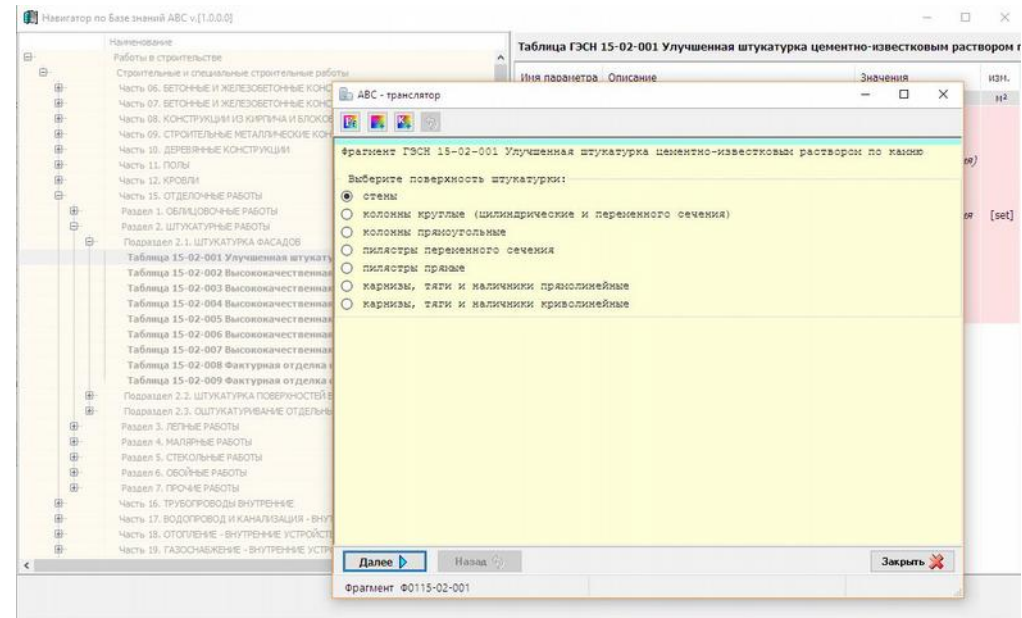 Навигатор по Базе знаний ABC v.[1.0.0.0]
Наименование
Работы в строительстве
Строительные и специальные строительные работы
Часть 06. БЕТОННЫЕ И ЖЕЛЕЗОБЕТОННЫЕ КОНС
Часть 07. БЕТОННЫЕ И ЖЕЛЕЗОБЕТОННЫЕ КОНС
Часть 08. КОНСТРУКЦИИ ИЗ КИРПИЧА И БЛОКОВ
Часть 09. СТРОИТЕЛЬНЫЕ МЕТАЛЛИЧЕСКИЕ КОН
Часть 10. ДЕРЕВЯННЫЕ КОНСТРУКЦИИ
Часть 11. ПОЛЫ
Часть 12. КРОВЛИ
Часть 15. ОТДЕЛОЧНЫЕ РАБОТЫ
Раздел 1. ОБЛИЦОВОЧНЫЕ РАБОТЫ
Раздел 2. ШТУКАТУРНЫЕ РАБОТЫ
Подраздел 2.1. ШТУКАТУРКА ФАСАДОВ
Таблица 15-02-001 Улучшенная штукату
Таблица 15-02-002 Высококачественная
Таблица 15-02-003 Высококачественная
Таблица 15-02-004 Высококачественная
Таблица 15-02-005 Высококачественная
Таблица 15-02-006 Высококачественная
Таблица 15-02-007 Высококачественная
Таблица 15-02-008 Фактурная отделка
Таблица 15-02-009 Фактурная отделка
Подраздел 2.2. ШТУКАТУРКА ПОВЕРХНОСТЕЙ В
Подраздел 2.3. ОШТУКАТУРИВАНИЕ ОТДЕЛЬНЫ
Раздел 3. ЛЕПНЫЕ РАБОТЫ
Раздел 4. МАЛЯРНЫЕ РАБОТЫ
Раздел 5. СТЕКОЛЬНЫЕ РАБОТЫ
Раздел 6. ОБОЙНЫЕ РАБОТЫ
Раздел 7. ПРОЧИЕ РАБОТЫ
Часть 16. ТРУБОПРОВОДЫ ВНУТРЕННИЕ
Часть 17. ВОДОПРОВОД И КАНАЛИЗАЦИЯ - ВНУТ
Часть 18. ОТОПЛЕНИЕ - ВНУТРЕННИЕ УСТРОЙСТ
Часть 19. ГАЗОСНАБЖЕНИЕ - ВНУТРЕННИЕ УСТР
Таблица ГЭСН 15-02-001 Улучшенная штукатурка цементно-известковым раствором п
Имя параметра Описание Значения изм.
м²
ия)
ия [set]
ABC - транслятор
Фрагмент ГЭСН 15-02-001 Улучшенная штукатурка цементно-известковым раствором по камню
Выберите поверхность штукатурки:
стены
колонны круглые (цилиндрические и переменного сечения)
колонны прямоугольные
пилястры переменного сечения
пилястры прямые
карнизы, тяги и наличники прямолинейные
карнизы, тяги и наличники криволинейные
Далее Назад Закрыть
Фрагмент Ф0115-02-001